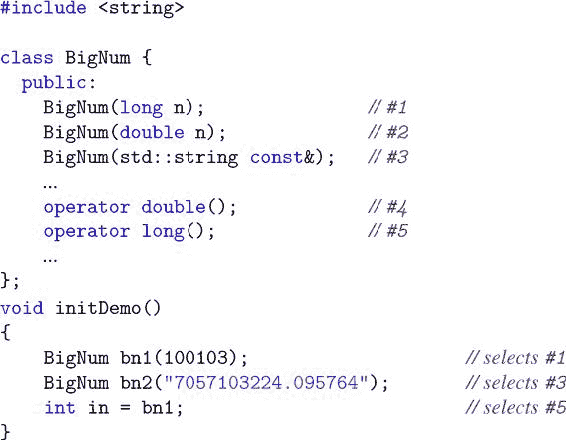 #include <string>
class BigNum {
public:
BigNum(long n); // #1
BigNum(double n); // #2
BigNum(std::string const&); // #3
...
operator double(); // #4
operator long(); // #5
...
};
void initDemo()
{
BigNum bn1(100103); // selects #1
BigNum bn2("7057103224.095764"); // selects #3
int in = bn1; // selects #5
}